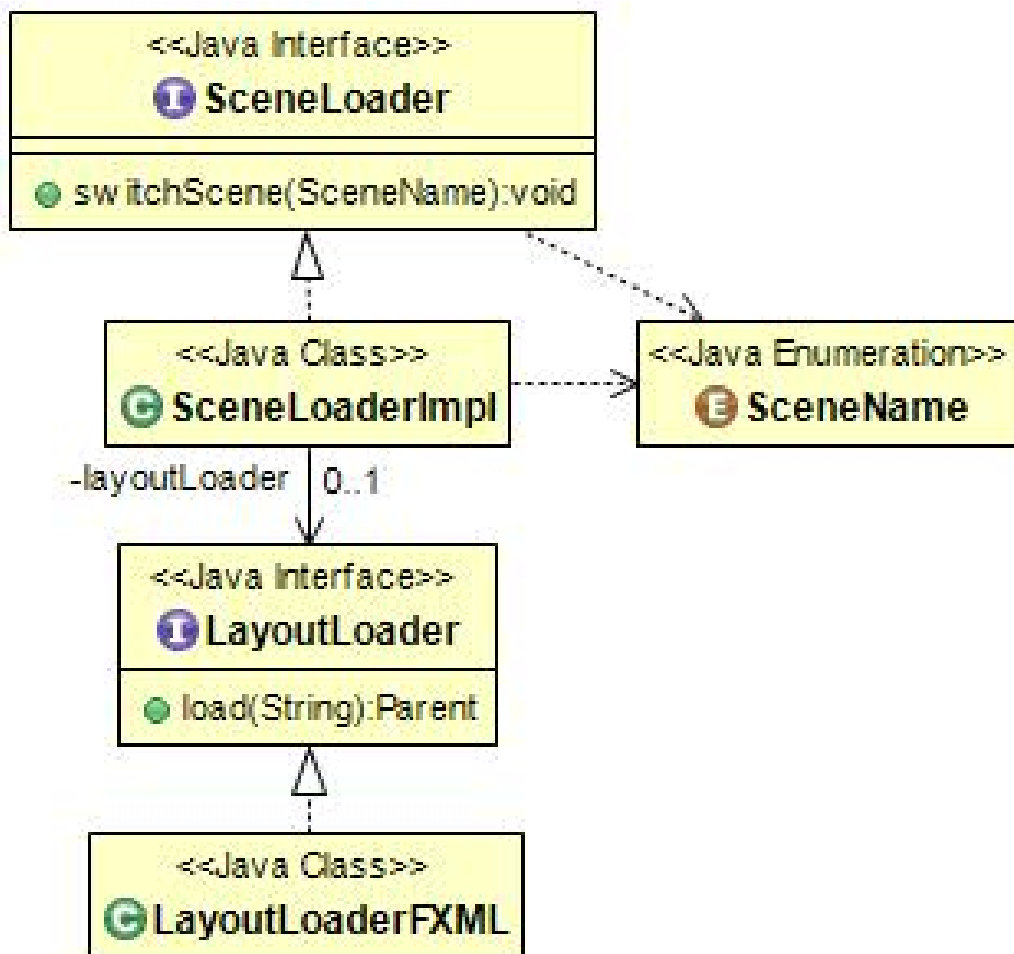 <<Java Interface>>
I SceneLoader
switchScene(SceneName):void
<<Java Class>>
C SceneLoaderImpl
<<Java Enumeration>>
E SceneName
-layoutLoader 0..1
<<Java Interface>>
I LayoutLoader
load(String):Parent
<<Java Class>>
C LayoutLoaderFXML